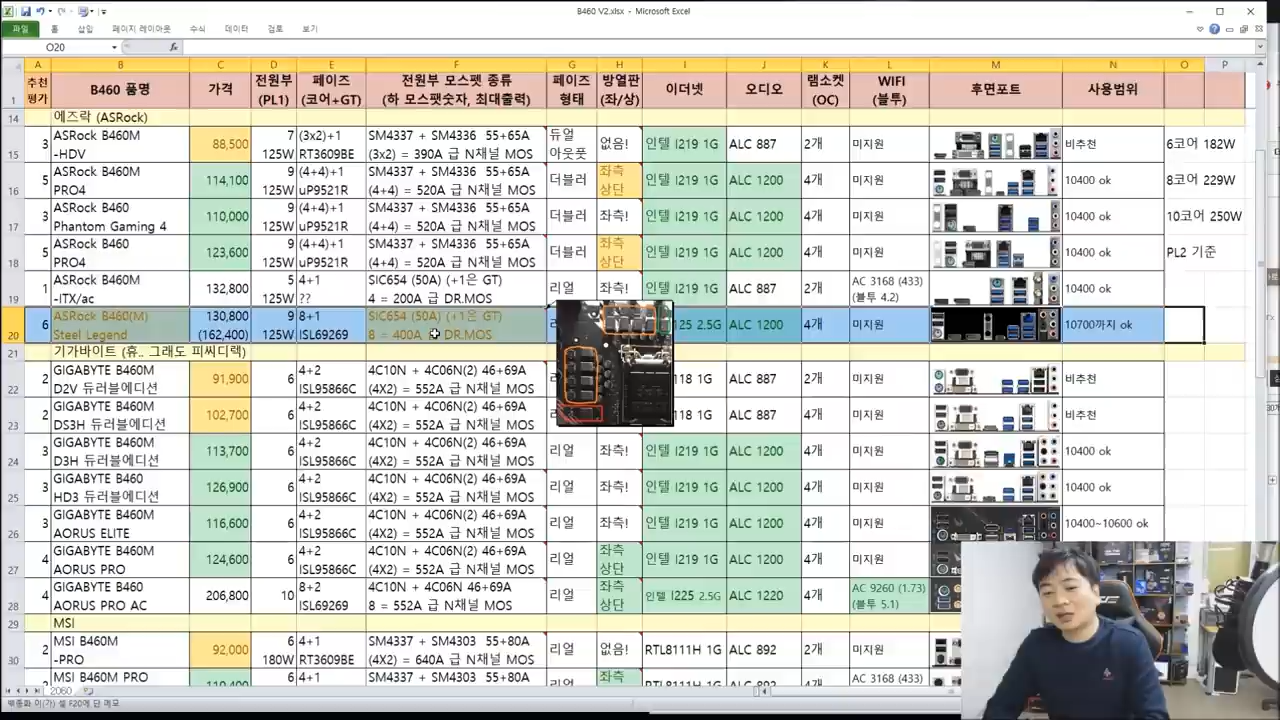 B460 V2.xlsx - Microsoft Excel
파일 홈 삽입 페이지 레이아웃 수식 데이터 검토 보기
O20 fx
A B C D E F G H I J K L M N O P
1 추천평가 B460 품명 가격 전원부 (PL1) 페이즈 (코어+GT) 전원부 모스펫 종류 (하 모스펫숫자, 최대출력) 페이즈 형태 방열판 (좌/상) 이더넷 오디오 램소켓 (OC) WIFI (블투) 후면포트 사용범위
14 에즈락 (ASRock)
15 3 ASRock B460M -HDV 88,500 7 125W (3x2)+1 RT3609BE SM4337 + SM4336 55+65A (3x2) = 390A 급 N채널 MOS 듀얼 아웃풋 없음! 인텔 I219 1G ALC 887 2개 미지원 비추천 6코어 182W
16 5 ASRock B460M PRO4 114,100 9 125W (4+4)+1 uP9521R SM4337 + SM4336 55+65A (4+4) = 520A 급 N채널 MOS 더블러 좌측 상단 인텔 I219 1G ALC 1200 4개 미지원 10400 ok 8코어 229W
17 3 ASRock B460 Phantom Gaming 4 110,000 9 125W (4+4)+1 uP9521R SM4337 + SM4336 55+65A (4+4) = 520A 급 N채널 MOS 더블러 좌측! 인텔 I219 1G ALC 1200 4개 미지원 10400 ok 10코어 250W
18 5 ASRock B460 PRO4 123,600 9 125W (4+4)+1 uP9521R SM4337 + SM4336 55+65A (4+4) = 520A 급 N채널 MOS 더블러 좌측 상단 인텔 I219 1G ALC 1200 4개 미지원 10400 ok PL2 기준
19 1 ASRock B460M -ITX/ac 132,800 5 125W 4+1 ?? SIC654 (50A) (+1은 GT) 4 = 200A 급 DR.MOS 리얼 좌측! 인텔 I219 1G ALC 1200 2개 AC 3168 (433) (블투 4.2) 10400 ok
20 6 ASRock B460(M) Steel Legend 130,800 (162,400) 9 125W 8+1 ISL69269 SIC654 (50A) (+1은 GT) 8 = 400A 급 DR.MOS 125 2.5G ALC 1200 4개 미지원 10700까지 ok
21 기가바이트 (휴.. 그래도 피씨디렉)
22 2 GIGABYTE B460M D2V 듀러블에디션 91,900 6 4+2 ISL95866C 4C10N + 4C06N(2) 46+69A (4X2) = 552A 급 N채널 MOS 118 1G ALC 887 2개 미지원 비추천
23 2 GIGABYTE B460M DS3H 듀러블에디션 102,700 6 4+2 ISL95866C 4C10N + 4C06N(2) 46+69A (4X2) = 552A 급 N채널 MOS 118 1G ALC 887 4개 미지원 비추천
24 3 GIGABYTE B460M D3H 듀러블에디션 113,700 6 4+2 ISL95866C 4C10N + 4C06N(2) 46+69A (4X2) = 552A 급 N채널 MOS 리얼 좌측! 인텔 I219 1G ALC 1200 4개 미지원 10400 ok
25 3 GIGABYTE B460 HD3 듀러블에디션 126,900 6 4+2 ISL95866C 4C10N + 4C06N(2) 46+69A (4X2) = 552A 급 N채널 MOS 리얼 좌측! 인텔 I219 1G ALC 1200 4개 미지원 10400 ok
26 3 GIGABYTE B460M AORUS ELITE 116,600 6 4+2 ISL95866C 4C10N + 4C06N(2) 46+69A (4X2) = 552A 급 N채널 MOS 리얼 좌측! 인텔 I219 1G ALC 1200 4개 미지원 10400~10600 ok
27 4 GIGABYTE B460M AORUS PRO 124,600 6 4+2 ISL95866C 4C10N + 4C06N(2) 46+69A (4X2) = 552A 급 N채널 MOS 리얼 좌측 상단 인텔 I219 1G ALC 1200 4개 미지원
28 4 GIGABYTE B460 AORUS PRO AC 206,800 10 8+2 ISL69269 4C10N + 4C06N 46+69A 8 = 552A 급 N채널 MOS 리얼 좌측 상단 인텔 I225 2.5G ALC 1220 4개 AC 9260 (1.73) (블투 5.1)
29 MSI
30 2 MSI B460M -PRO 92,000 6 180W 4+1 RT3609BE SM4337 + SM4303 55+80A (4X2) = 640A 급 N채널 MOS 리얼 없음! RTL8111H 1G ALC 892 2개 미지원
MSI B460M PRO SM4337 + SM4303 55+80A AC 3168 (433)
2060